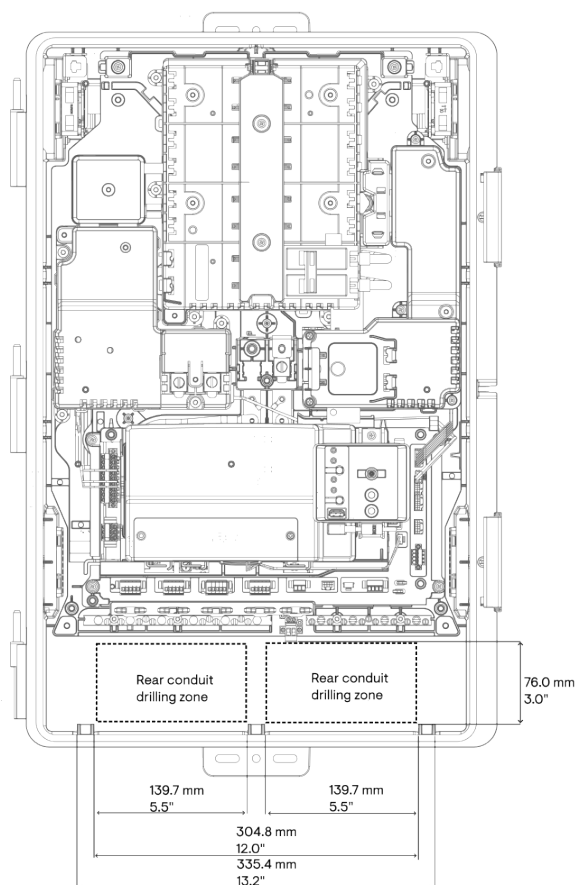 Rear conduit
drilling zone
Rear conduit
drilling zone
76.0 mm
3.0"
139.7 mm
5.5"
139.7 mm
5.5"
304.8 mm
12.0"
335.4 mm
13.2"